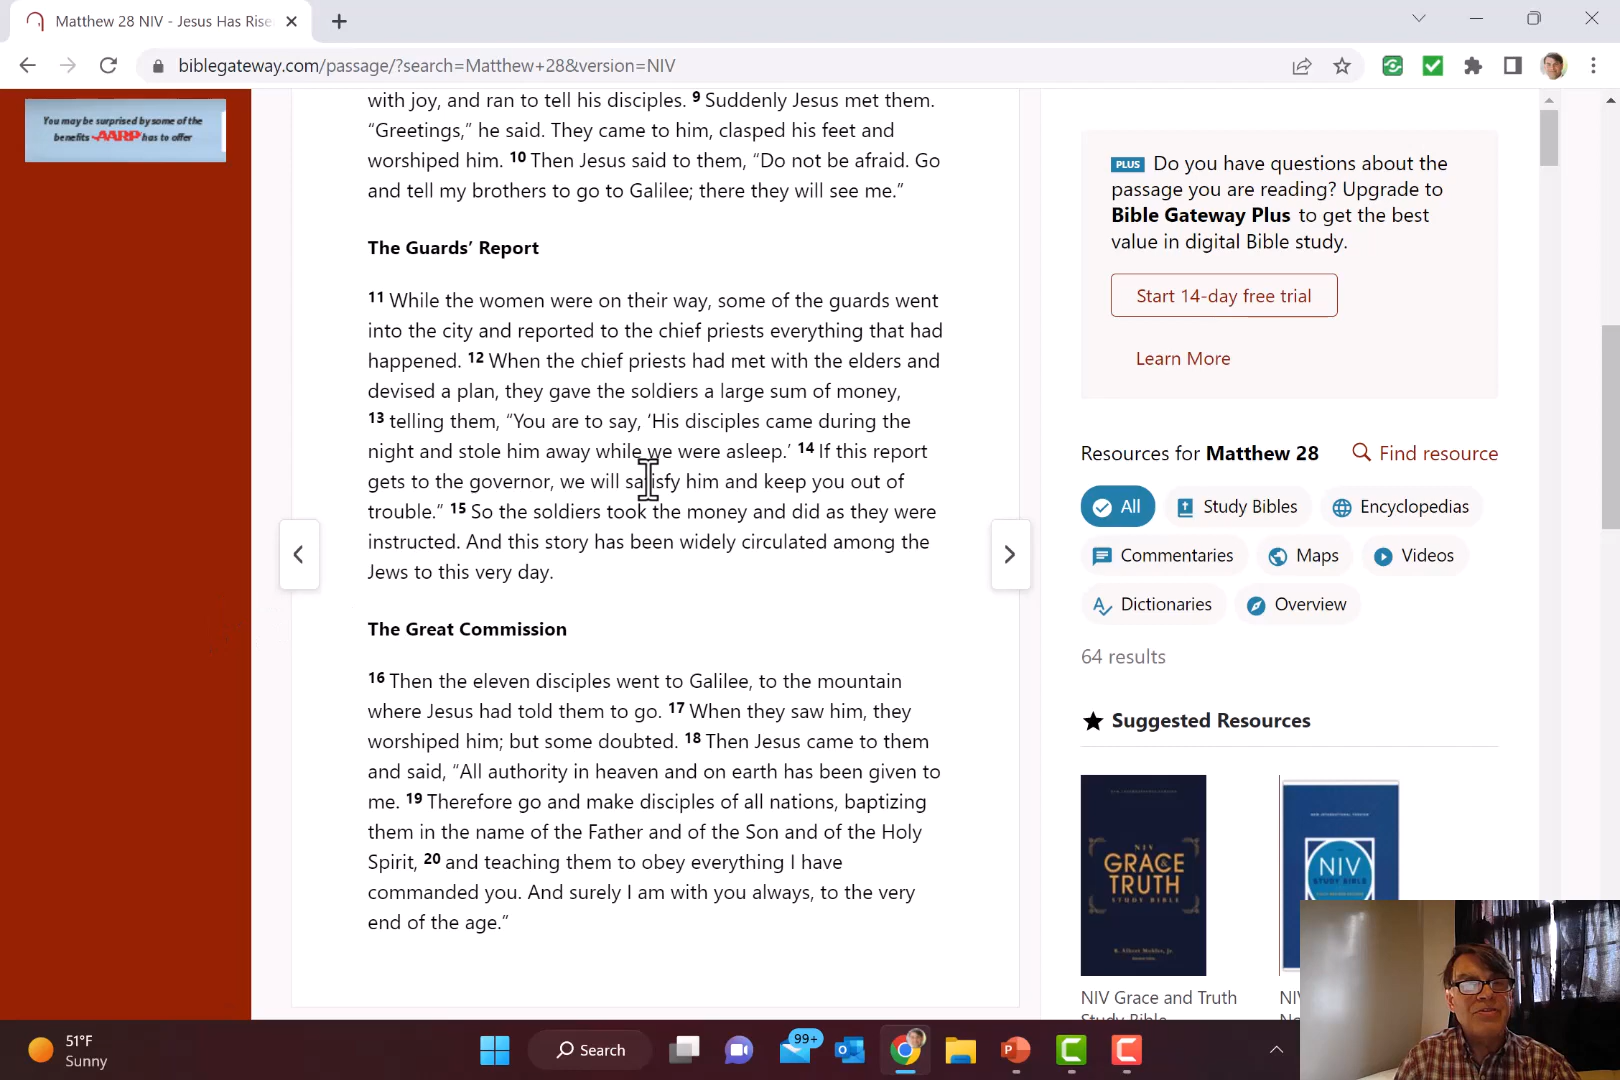 Matthew 28 NIV - Jesus Has Rise
biblegateway.com/passage/?search=Matthew+28&version=NIV
You may be surprised by some of the
benefits AARP has to offer
with joy, and ran to tell his disciples. 9 Suddenly Jesus met them.
“Greetings,” he said. They came to him, clasped his feet and
worshiped him. 10 Then Jesus said to them, “Do not be afraid. Go
and tell my brothers to go to Galilee; there they will see me.”
The Guards’ Report
11 While the women were on their way, some of the guards went
into the city and reported to the chief priests everything that had
happened. 12 When the chief priests had met with the elders and
devised a plan, they gave the soldiers a large sum of money,
13 telling them, “You are to say, ‘His disciples came during the
night and stole him away while we were asleep.’ 14 If this report
gets to the governor, we will satisfy him and keep you out of
trouble.” 15 So the soldiers took the money and did as they were
instructed. And this story has been widely circulated among the
Jews to this very day.
The Great Commission
16 Then the eleven disciples went to Galilee, to the mountain
where Jesus had told them to go. 17 When they saw him, they
worshiped him; but some doubted. 18 Then Jesus came to them
and said, “All authority in heaven and on earth has been given to
me. 19 Therefore go and make disciples of all nations, baptizing
them in the name of the Father and of the Son and of the Holy
Spirit, 20 and teaching them to obey everything I have
commanded you. And surely I am with you always, to the very
end of the age.”
PLUS Do you have questions about the
passage you are reading? Upgrade to
Bible Gateway Plus to get the best
value in digital Bible study.
Start 14-day free trial
Learn More
Resources for Matthew 28 Find resource
All Study Bibles Encyclopedias
Commentaries Maps Videos
Dictionaries Overview
64 results
Suggested Resources
NIV
GRACE &
TRUTH
STUDY BIBLE
NIV
STUDY BIBLE
NIV Grace and Truth
Study Bible
51°F
Sunny
Search
99+